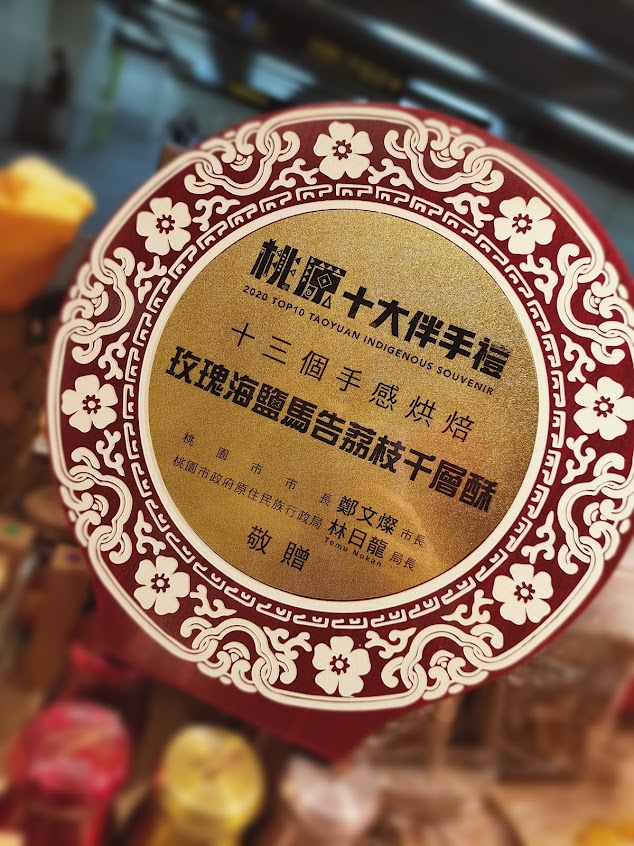 桃源十大伴手禮
2020 TOP10 TAOYUAN INDIGENOUS SOUVENIR
十三個手感烘焙
玫瑰海鹽馬告荔枝千層酥
桃園市市長 鄭文燦 市長
桃園市政府原住民族行政局 林日龍 局長
Temu Nokan
敬贈